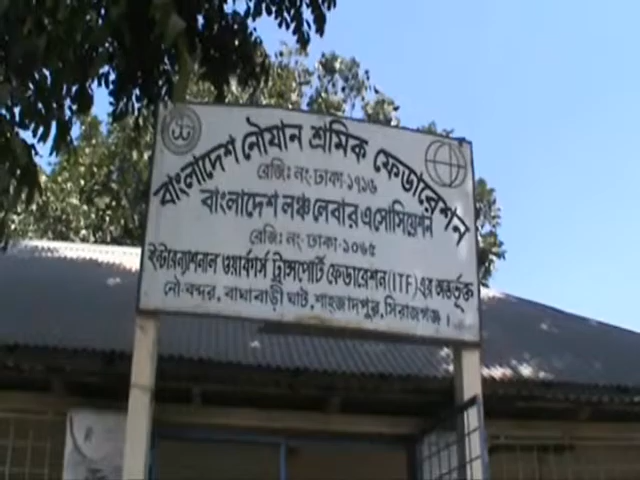 বাংলাদেশ নৌযান শ্রমিক ফেডারেশন
রেজিঃ নং-ঢাকা-১৭১৬
বাংলাদেশ লঞ্চ লেবার এসোসিয়েশন
রেজিঃ নং-ঢাকা-১০৬৫
ইন্টারন্যাশনাল ওয়ার্কার্স ট্রান্সপোর্ট ফেডারেশন (ITF) এর অন্তর্ভূক্ত
নৌ-বন্দর, বাঘাবাড়ী ঘাট, শাহজাদপুর, সিরাজগঞ্জ ।